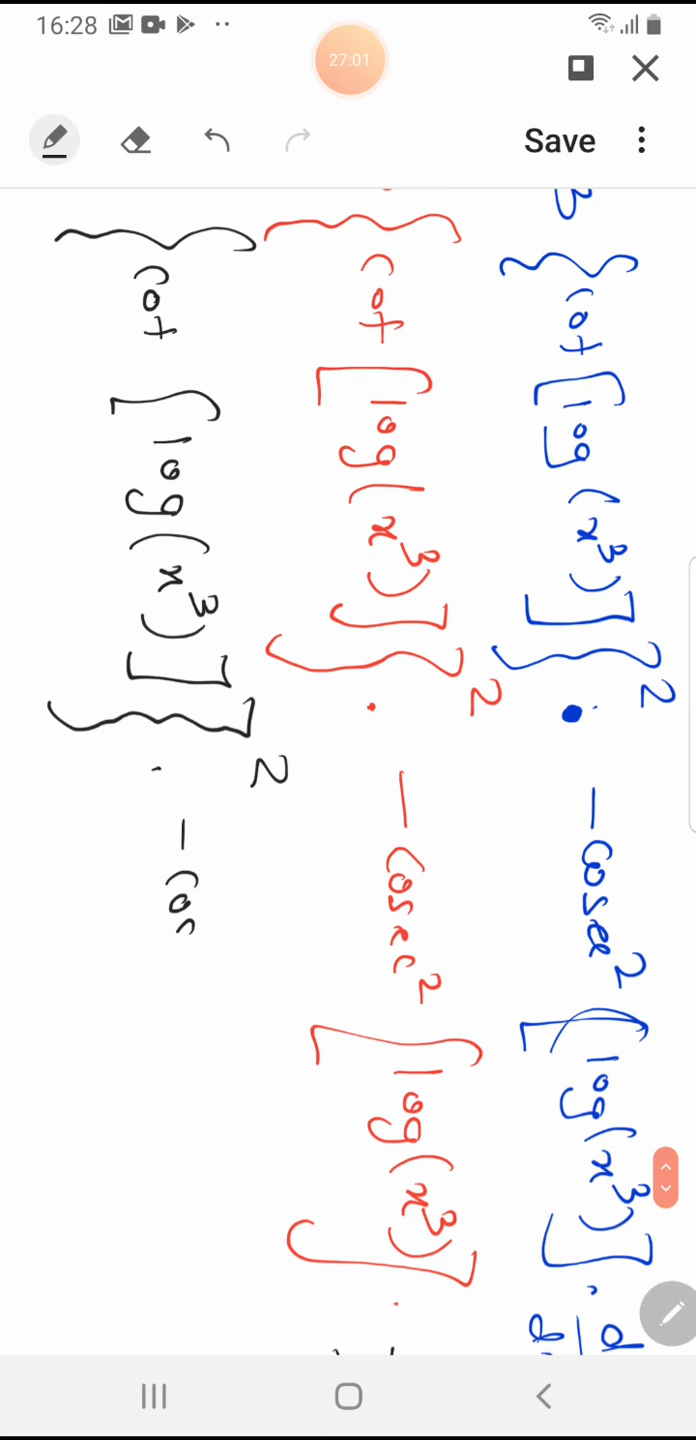 16:28
27:01
Save
3 {cot [log (x³)]}² . - cosec² [log (x³)] . d
{cot [log (x³)]}² . - cosec² [log (x³)] .
{cot [log (x³)]}² . - cos